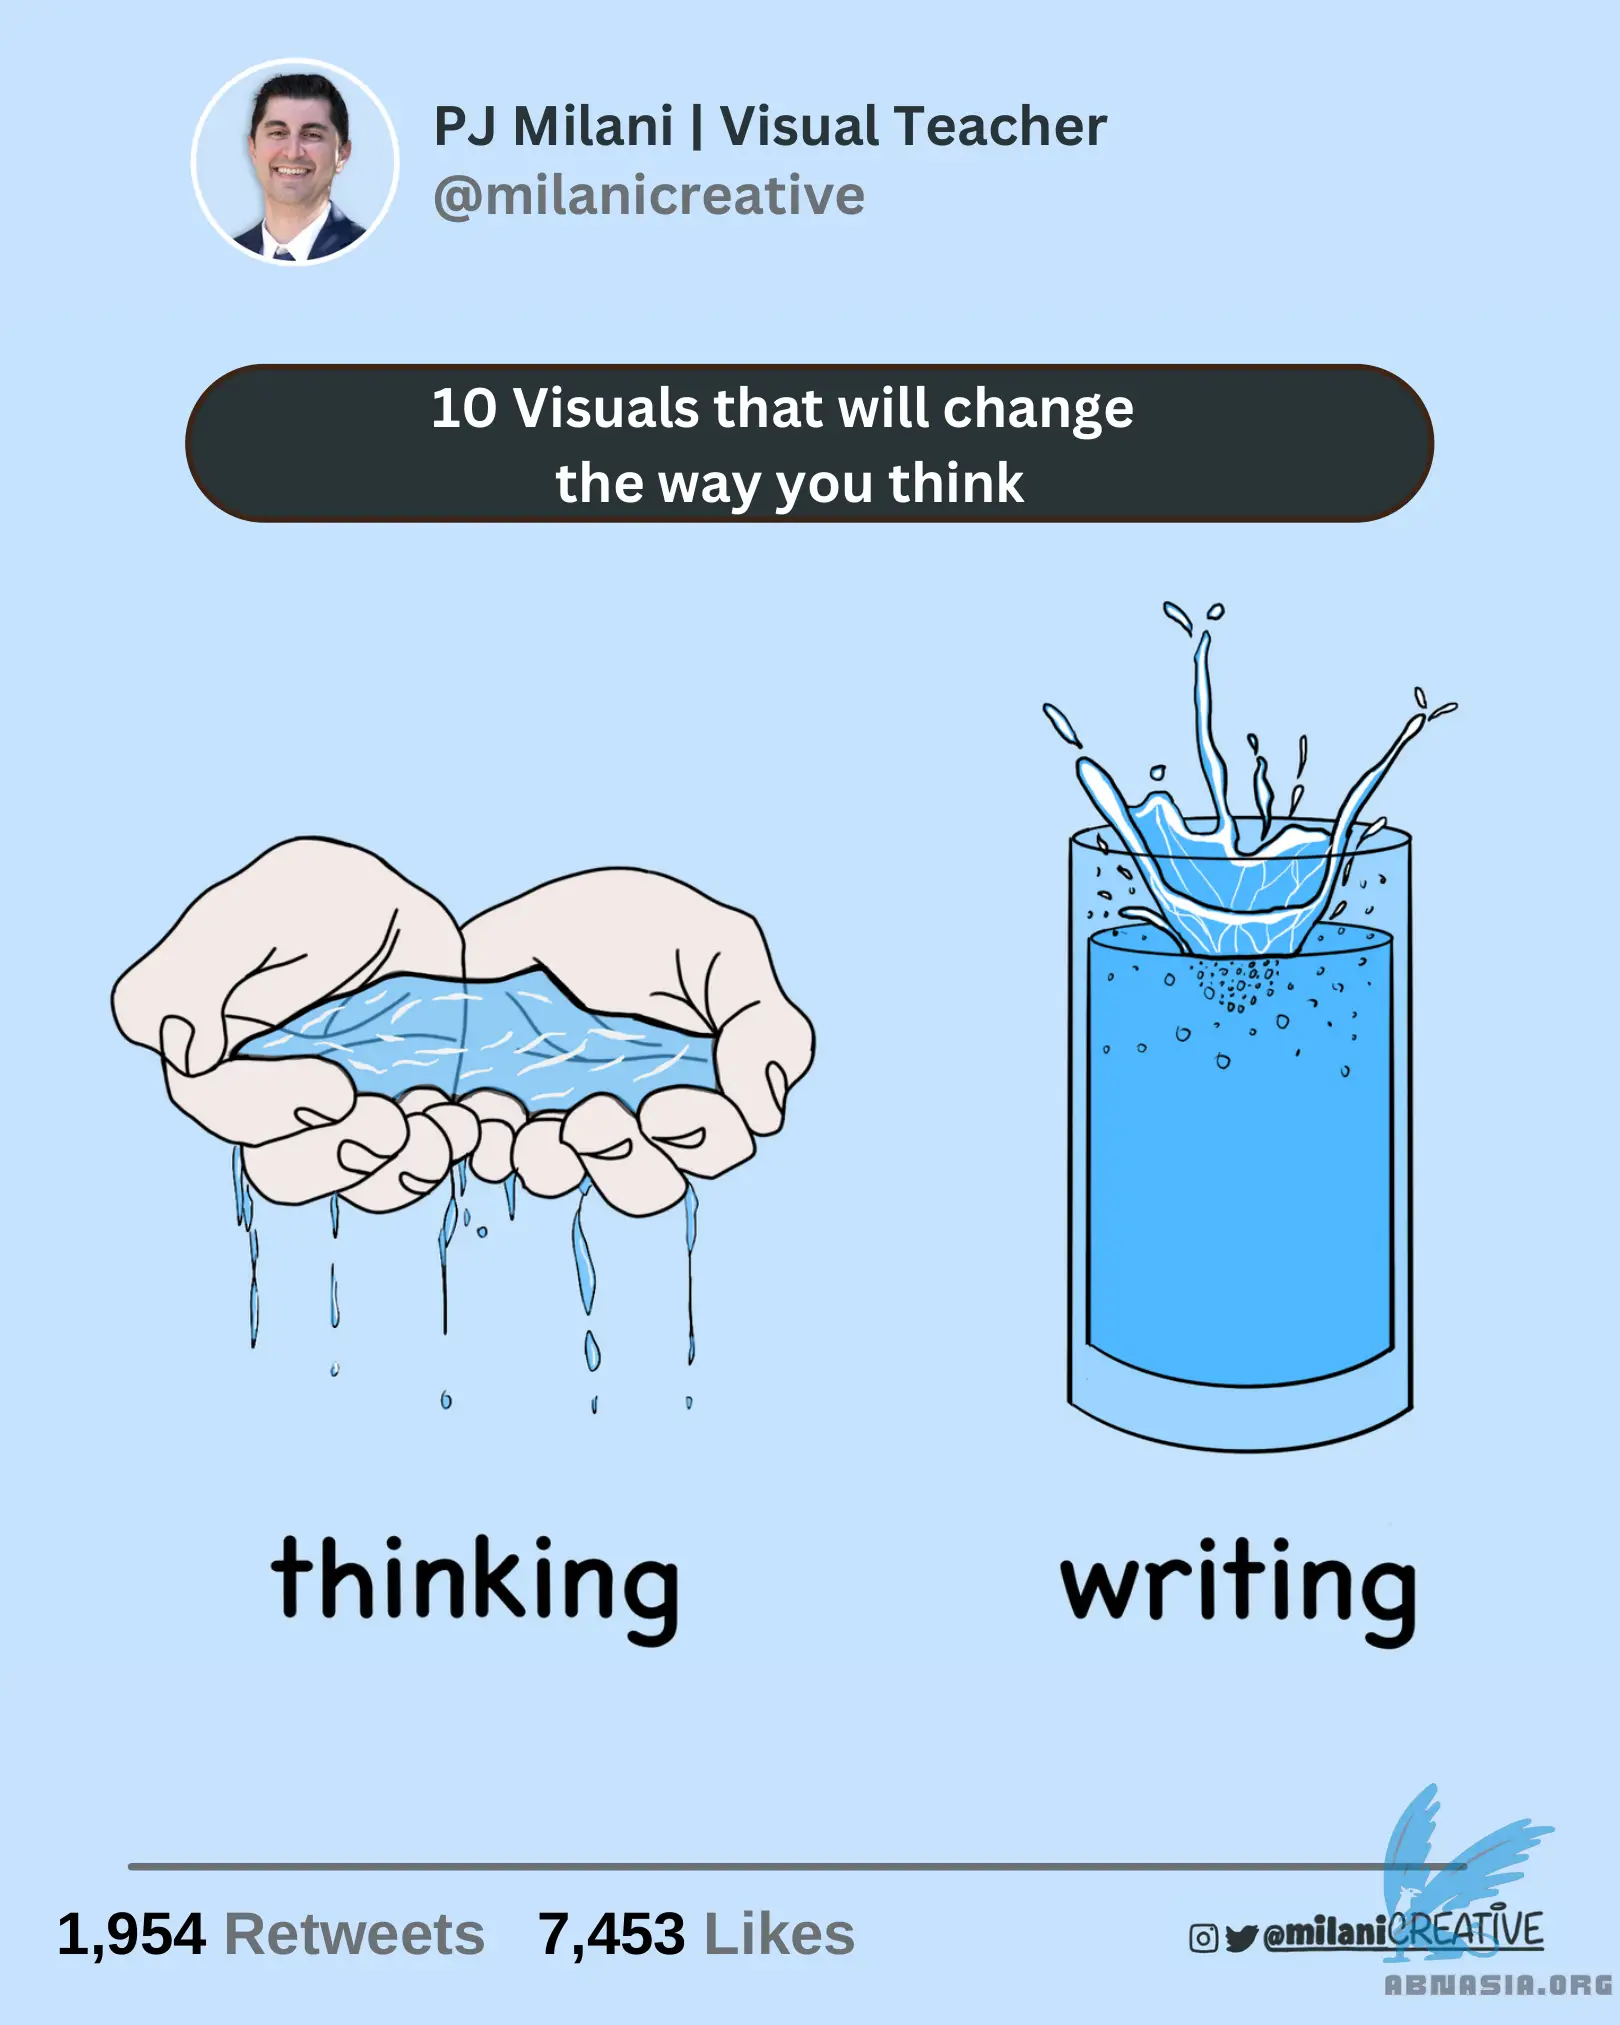 PJ Milani | Visual Teacher
@milanicreative
10 Visuals that will change
the way you think
thinking
writing
1,954 Retweets 7,453 Likes
@milaniCREATIVE
ABNASIA.ORG